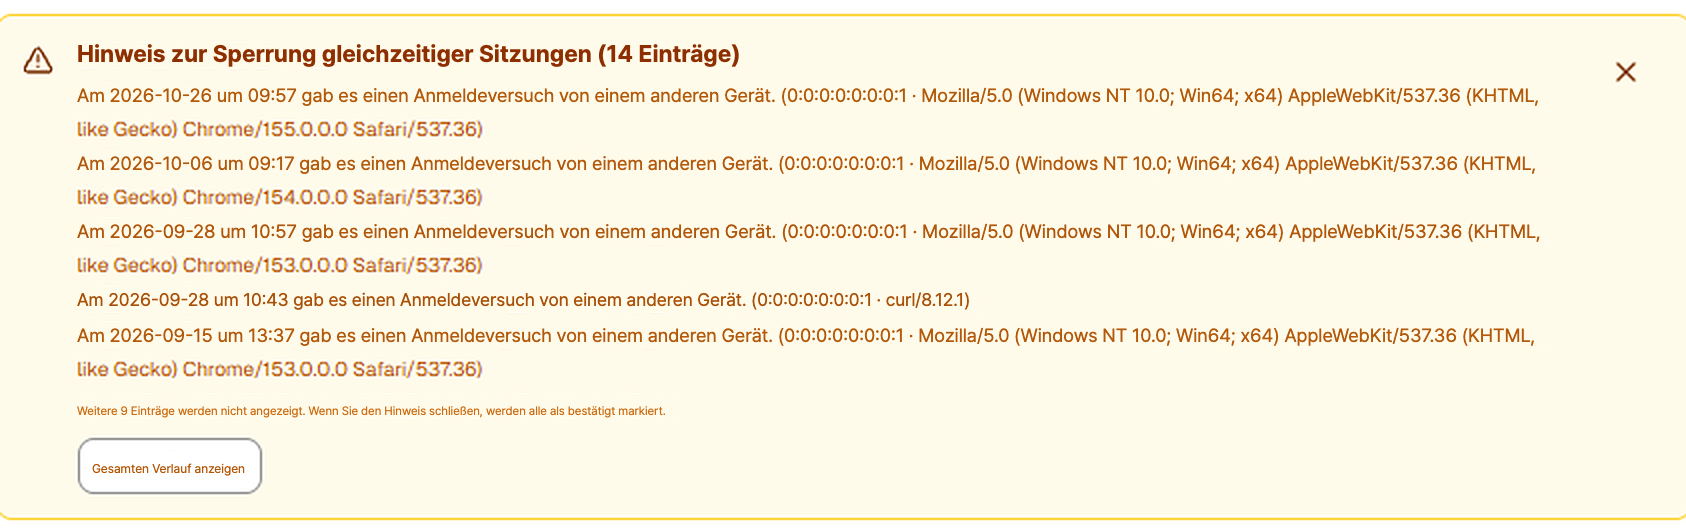 Hinweis zur Sperrung gleichzeitiger Sitzungen (14 Einträge)
Am 2026-10-26 um 09:57 gab es einen Anmeldeversuch von einem anderen Gerät. (0:0:0:0:0:0:0:1 · Mozilla/5.0 (Windows NT 10.0; Win64; x64) AppleWebKit/537.36 (KHTML,
like Gecko) Chrome/155.0.0.0 Safari/537.36)
Am 2026-10-06 um 09:17 gab es einen Anmeldeversuch von einem anderen Gerät. (0:0:0:0:0:0:0:1 · Mozilla/5.0 (Windows NT 10.0; Win64; x64) AppleWebKit/537.36 (KHTML,
like Gecko) Chrome/154.0.0.0 Safari/537.36)
Am 2026-09-28 um 10:57 gab es einen Anmeldeversuch von einem anderen Gerät. (0:0:0:0:0:0:0:1 · Mozilla/5.0 (Windows NT 10.0; Win64; x64) AppleWebKit/537.36 (KHTML,
like Gecko) Chrome/153.0.0.0 Safari/537.36)
Am 2026-09-28 um 10:43 gab es einen Anmeldeversuch von einem anderen Gerät. (0:0:0:0:0:0:0:1 · curl/8.12.1)
Am 2026-09-15 um 13:37 gab es einen Anmeldeversuch von einem anderen Gerät. (0:0:0:0:0:0:0:1 · Mozilla/5.0 (Windows NT 10.0; Win64; x64) AppleWebKit/537.36 (KHTML,
like Gecko) Chrome/153.0.0.0 Safari/537.36)
Weitere 9 Einträge werden nicht angezeigt. Wenn Sie den Hinweis schließen, werden alle als bestätigt markiert.
Gesamten Verlauf anzeigen